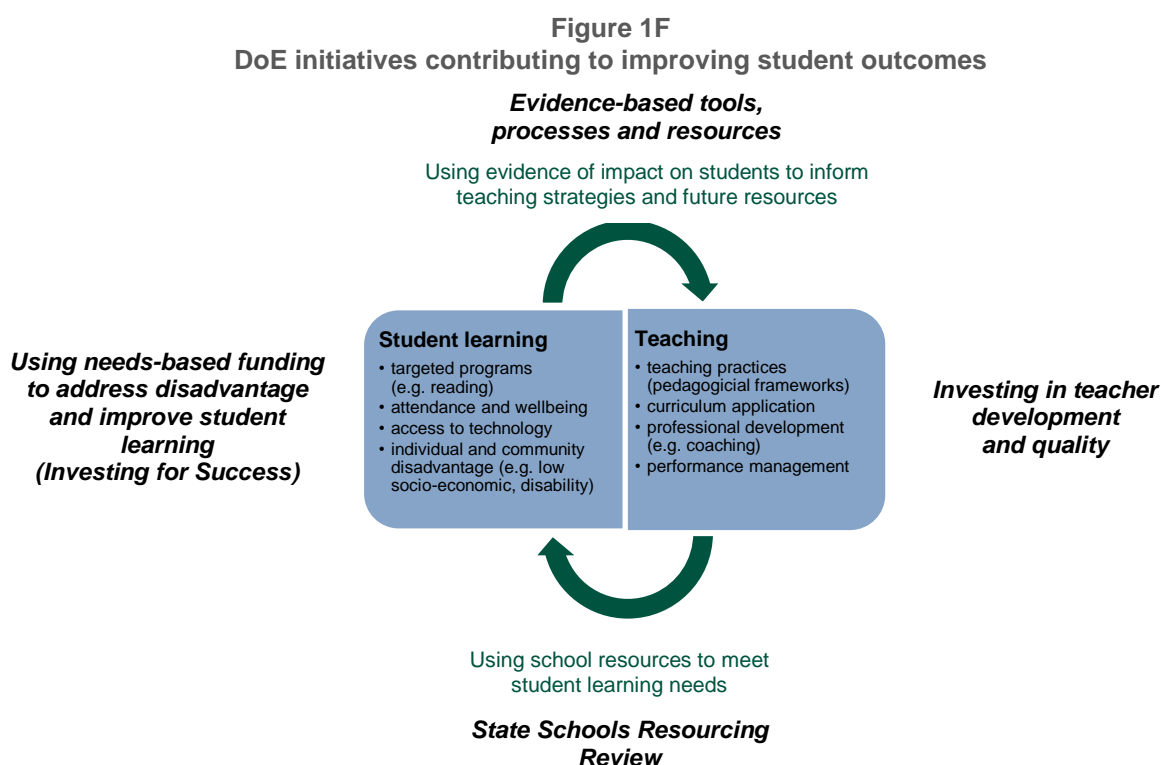 Figure 1F
DoE initiatives contributing to improving student outcomes
Evidence-based tools,
processes and resources
Using evidence of impact on students to inform
teaching strategies and future resources
Using needs-based funding
to address disadvantage
and improve student
learning
(Investing for Success)
Student learning
• targeted programs
(e.g. reading)
• attendance and wellbeing
• access to technology
• individual and community
disadvantage (e.g. low
socio-economic, disability)
Teaching
• teaching practices
(pedagogicial frameworks)
• curriculum application
• professional development
(e.g. coaching)
• performance management
Investing in teacher
development
and quality
Using school resources to meet
student learning needs
State Schools Resourcing
Review